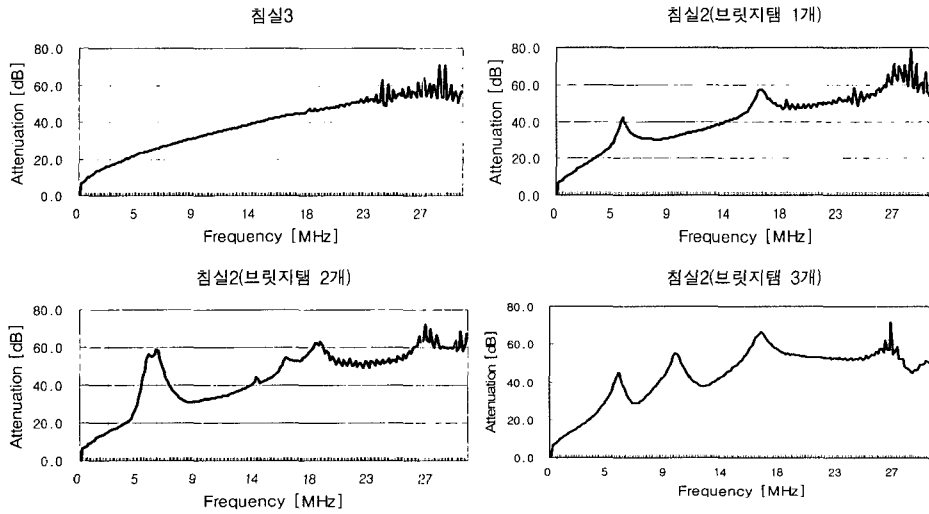 침실3
80.0
60.0
40.0
20.0
0.0
Attenuation [dB]
0 5 9 14 18 23 27
Frequency [MHz]
침실2(브릿지탭 1개)
80.0
60.0
40.0
20.0
0.0
Attenuation [dB]
0 5 9 14 18 23 27
Frequency [MHz]
침실2(브릿지탬 2개)
80.0
60.0
40.0
20.0
0.0
Attenuation [dB]
0 5 9 14 18 23 27
Frequency [MHz]
침실2(브릿지탬 3개)
80.0
60.0
40.0
20.0
0.0
Attenuation [dB]
0 5 9 14 18 23 27
Frequency [MHz]